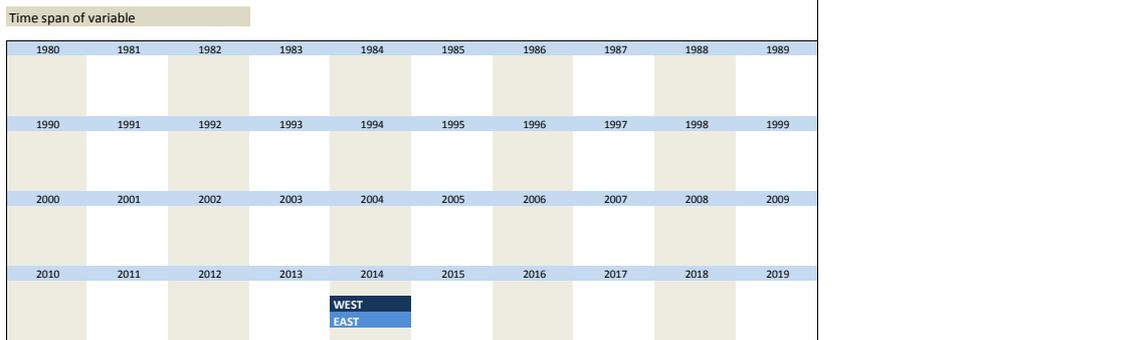 Time span of variable
1980 1981 1982 1983 1984 1985 1986 1987 1988 1989
1990 1991 1992 1993 1994 1995 1996 1997 1998 1999
2000 2001 2002 2003 2004 2005 2006 2007 2008 2009
2010 2011 2012 2013 2014 2015 2016 2017 2018 2019
WEST
EAST